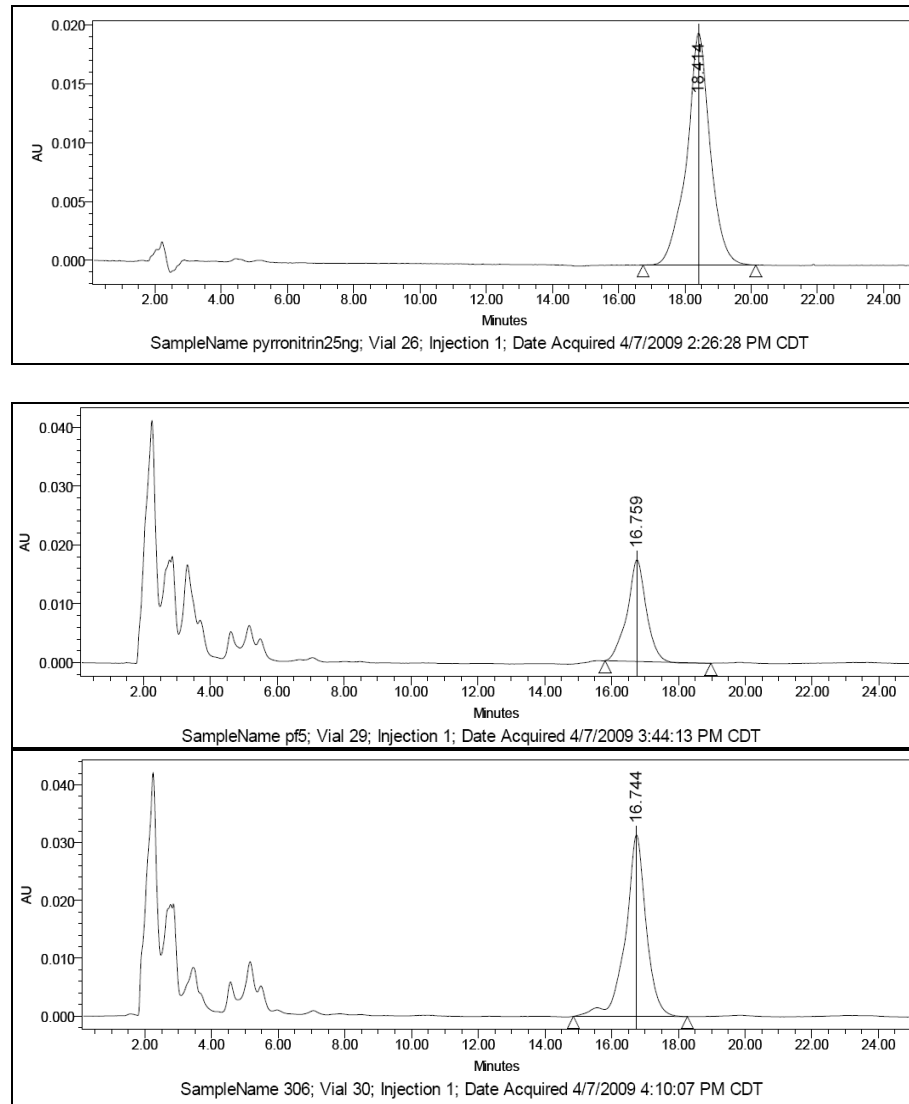 0.020
0.015
0.010
0.005
0.000
AU
18.414
2.00 4.00 6.00 8.00 10.00 12.00 14.00 16.00 18.00 20.00 22.00 24.00
Minutes
SampleName pyrronitrin25ng; Vial 26; Injection 1; Date Acquired 4/7/2009 2:26:28 PM CDT
0.040
0.030
0.020
0.010
0.000
AU
16.759
2.00 4.00 6.00 8.00 10.00 12.00 14.00 16.00 18.00 20.00 22.00 24.00
Minutes
SampleName pf5; Vial 29; Injection 1; Date Acquired 4/7/2009 3:44:13 PM CDT
0.040
0.030
0.020
0.010
0.000
AU
16.744
2.00 4.00 6.00 8.00 10.00 12.00 14.00 16.00 18.00 20.00 22.00 24.00
Minutes
SampleName 306; Vial 30; Injection 1; Date Acquired 4/7/2009 4:10:07 PM CDT